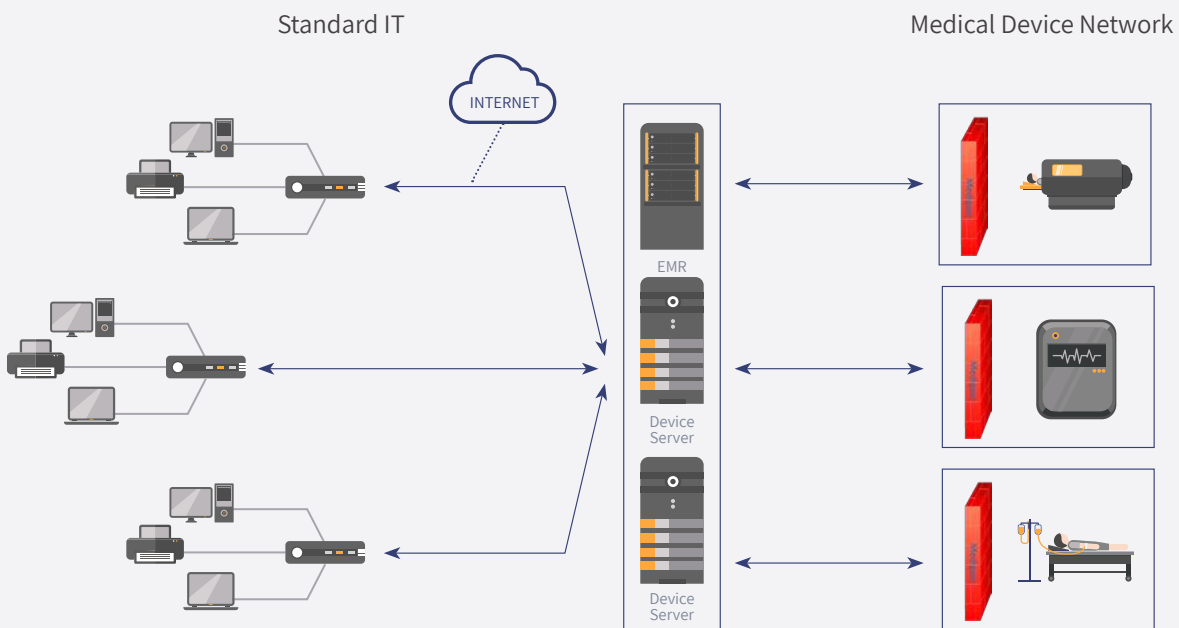 Standard IT
Medical Device Network
INTERNET
EMR
Device
Server
Device
Server